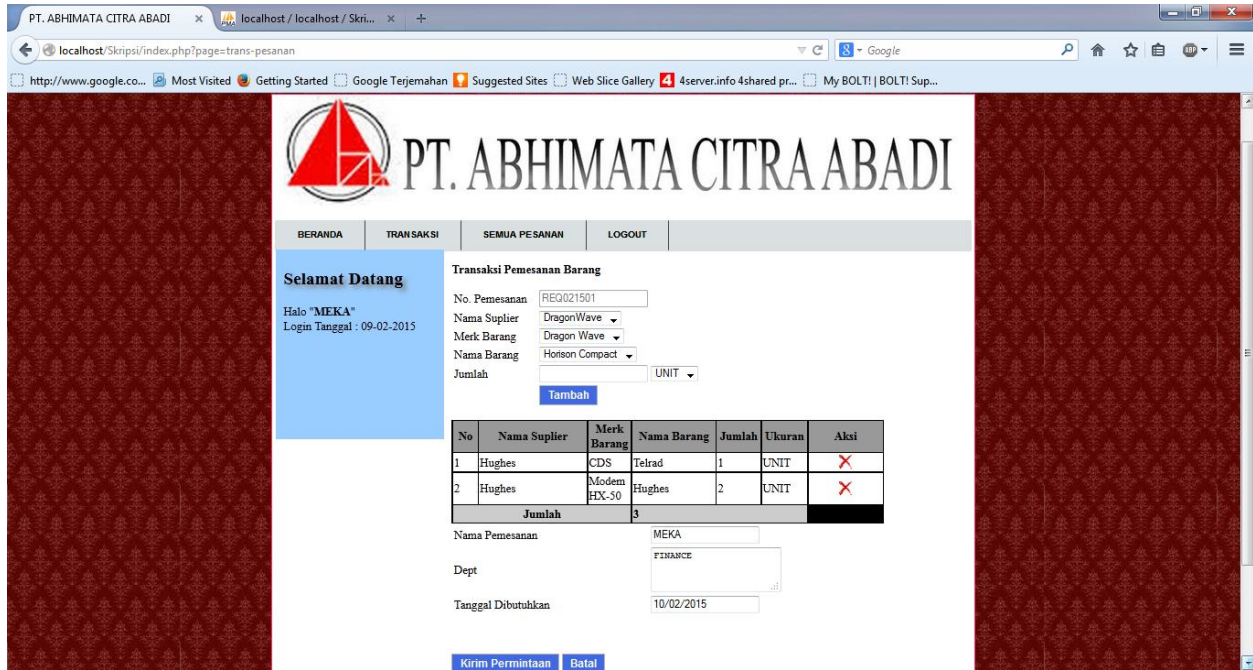 PT. ABHIMATA CITRA ABADI × localhost / localhost / Skri... × +
localhost/Skripsi/index.php?page=trans-pesanan Google
http://www.google.co... Most Visited Getting Started Google Terjemahan Suggested Sites Web Slice Gallery 4server.info 4shared pr... My BOLT! | BOLT! Sup...
PT. ABHIMATA CITRA ABADI
BERANDA TRANSAKSI SEMUA PESANAN LOGOUT
Selamat Datang
Halo "MEKA"
Login Tanggal : 09-02-2015
Transaksi Pemesanan Barang
No. Pemesanan REQ021501
Nama Suplier DragonWave
Merk Barang Dragon Wave
Nama Barang Horison Compact
Jumlah UNIT
Tambah
No Nama Suplier Merk Barang Nama Barang Jumlah Ukuran Aksi
1 Hughes CDS Telrad 1 UNIT
2 Hughes Modem HX-50 Hughes 2 UNIT
Jumlah 3
Nama Pemesanan MEKA
Dept FINANCE
Tanggal Dibutuhkan 10/02/2015
Kirim Permintaan Batal